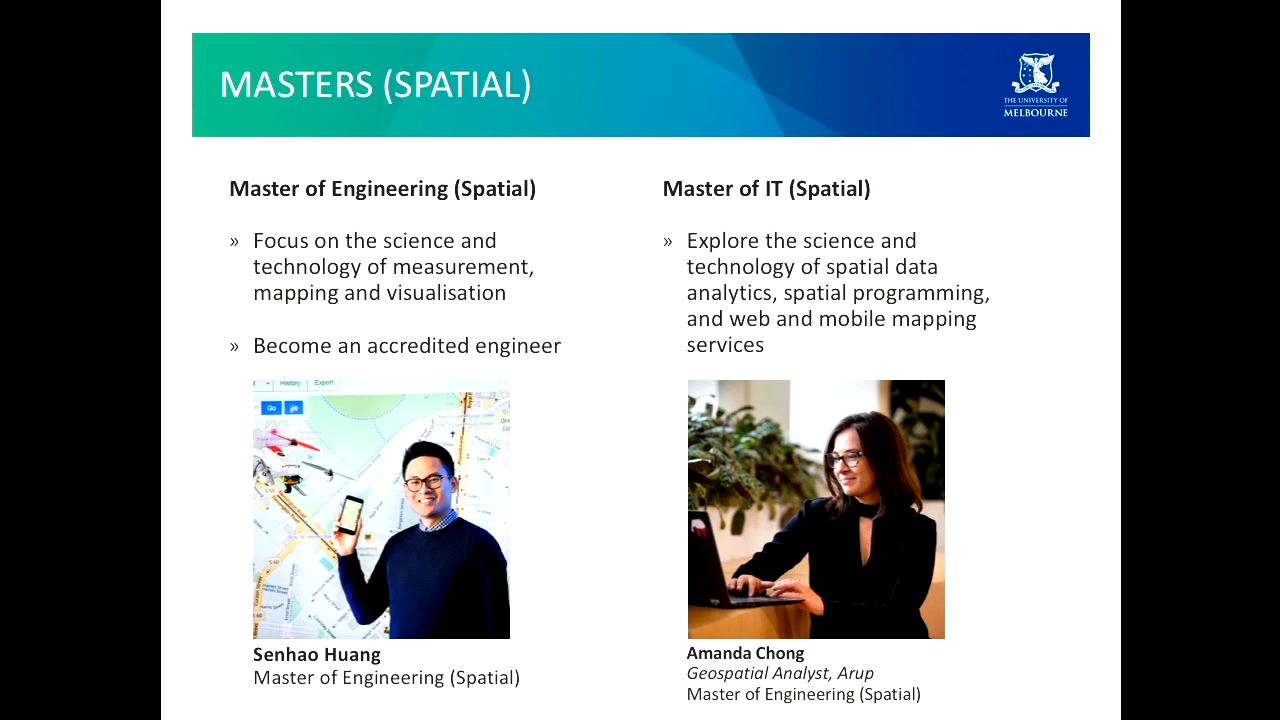 MASTERS (SPATIAL)
THE UNIVERSITY OF
MELBOURNE
Master of Engineering (Spatial)
» Focus on the science and
technology of measurement,
mapping and visualisation
» Become an accredited engineer
History Export
Go
Senhao Huang
Master of Engineering (Spatial)
Master of IT (Spatial)
» Explore the science and
technology of spatial data
analytics, spatial programming,
and web and mobile mapping
services
Amanda Chong
Geospatial Analyst, Arup
Master of Engineering (Spatial)